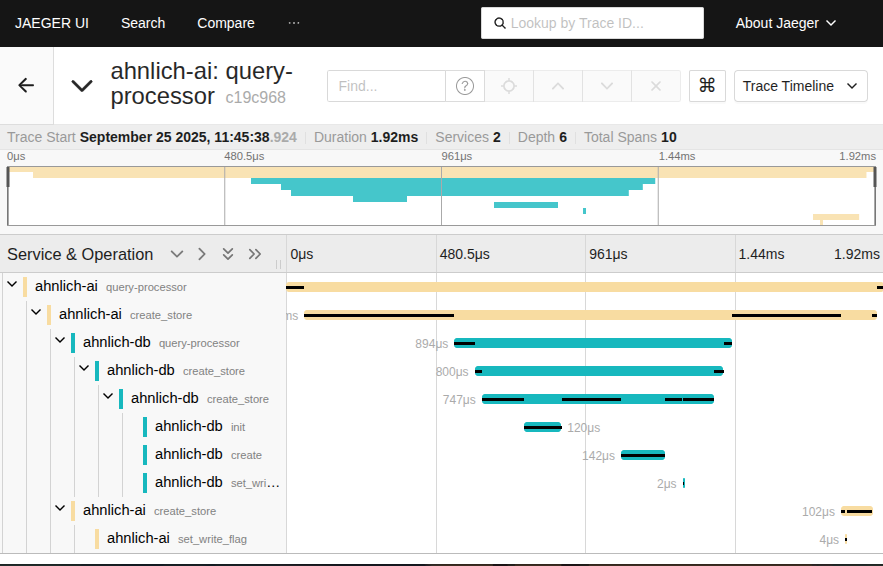 JAEGER UI Search Compare ··· Lookup by Trace ID... About Jaeger
ahnlich-ai: query-
processor c19c968
Find... ? ⌘ Trace Timeline
Trace Start September 25 2025, 11:45:38.924 Duration 1.92ms Services 2 Depth 6 Total Spans 10
0μs 480.5μs 961μs 1.44ms 1.92ms
Service & Operation 0μs 480.5μs 961μs 1.44ms 1.92ms
ahnlich-ai query-processor
ahnlich-ai create_store ms
ahnlich-db query-processor 894μs
ahnlich-db create_store 800μs
ahnlich-db create_store 747μs
ahnlich-db init 120μs
ahnlich-db create 142μs
ahnlich-db set_wri... 2μs
ahnlich-ai create_store 102μs
ahnlich-ai set_write_flag 4μs